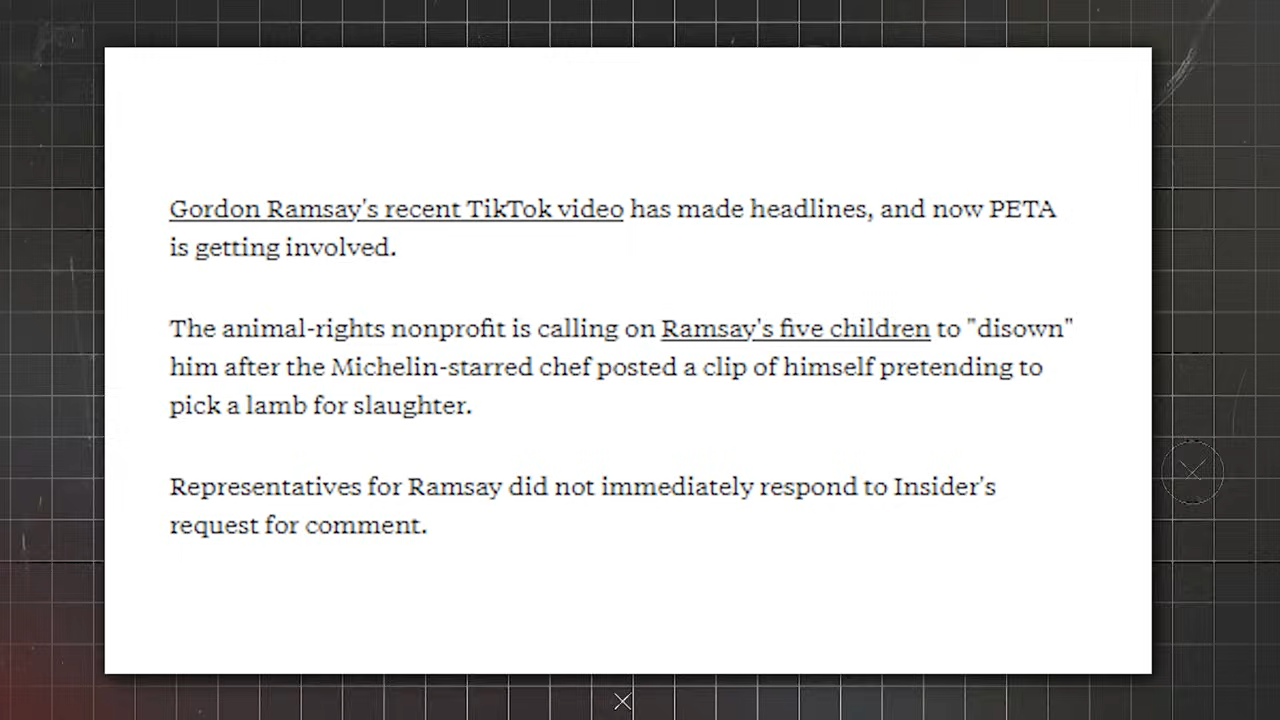 Gordon Ramsay's recent TikTok video has made headlines, and now PETA
is getting involved.
The animal-rights nonprofit is calling on Ramsay's five children to "disown"
him after the Michelin-starred chef posted a clip of himself pretending to
pick a lamb for slaughter.
Representatives for Ramsay did not immediately respond to Insider's
request for comment.